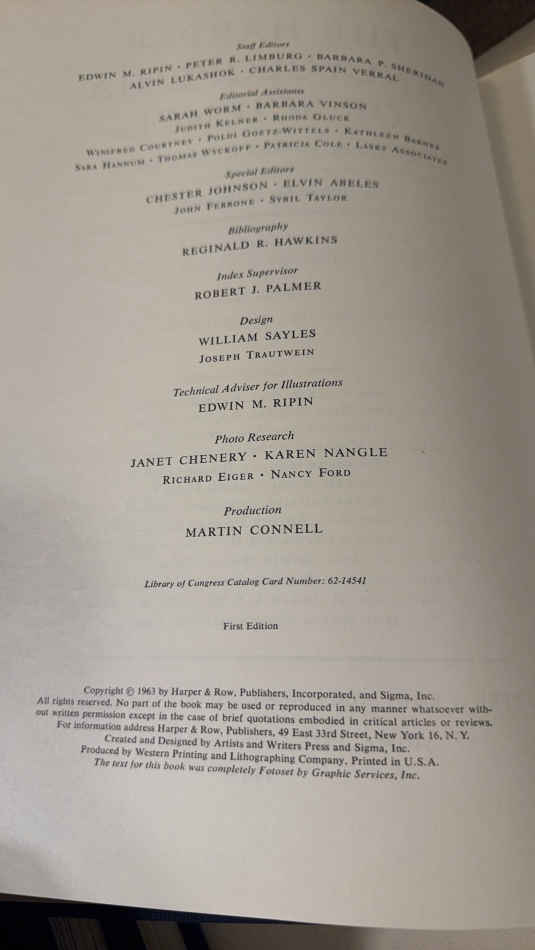 Staff Editors
EDWIN M. RIPIN · PETER R. LIMBURG · BARBARA P. SHERIDAN
ALVIN LUKASHOK · CHARLES SPAIN VERRAL
Editorial Assistants
SARAH WORM · BARBARA VINSON
JUDITH KELNER · RHODA GLUCK
WINIFRED COURTNEY · POLDI GOETZ-WITTELS · KATHLEEN BARNES
SARA HANNUM · THOMAS WYCKOFF · PATRICIA COLE · LASKY ASSOCIATES
Special Editors
CHESTER JOHNSON · ELVIN ABELES
JOHN FERRONE · SYBIL TAYLOR
Bibliography
REGINALD R. HAWKINS
Index Supervisor
ROBERT J. PALMER
Design
WILLIAM SAYLES
JOSEPH TRAUTWEIN
Technical Adviser for Illustrations
EDWIN M. RIPIN
Photo Research
JANET CHENERY · KAREN NANGLE
RICHARD EIGER · NANCY FORD
Production
MARTIN CONNELL
Library of Congress Catalog Card Number: 62-14541
First Edition
Copyright © 1963 by Harper & Row, Publishers, Incorporated, and Sigma, Inc.
All rights reserved. No part of the book may be used or reproduced in any manner whatsoever with-
out written permission except in the case of brief quotations embodied in critical articles or reviews.
For information address Harper & Row, Publishers, 49 East 33rd Street, New York 16, N. Y.
Created and Designed by Artists and Writers Press and Sigma, Inc.
Produced by Western Printing and Lithographing Company. Printed in U.S.A.
The text for this book was completely Fotoset by Graphic Services, Inc.